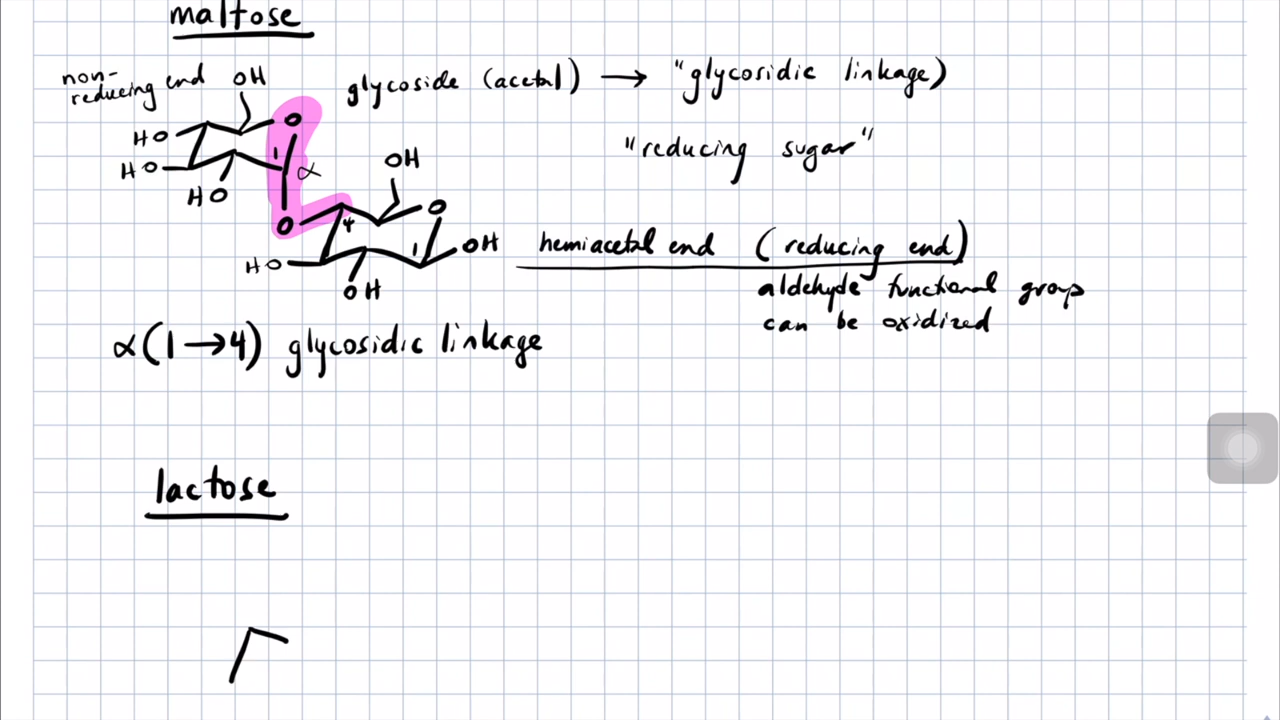 maltose
non-
reducing end
OH
glycoside (acetal) → "glycosidic linkage)
"reducing sugar"
O
HO
1
HO
α
OH
HO
O
O
4
1
OH
hemiacetal end (reducing end)
HO
OH
aldehyde functional group
can be oxidized
α(1→4) glycosidic linkage
lactose